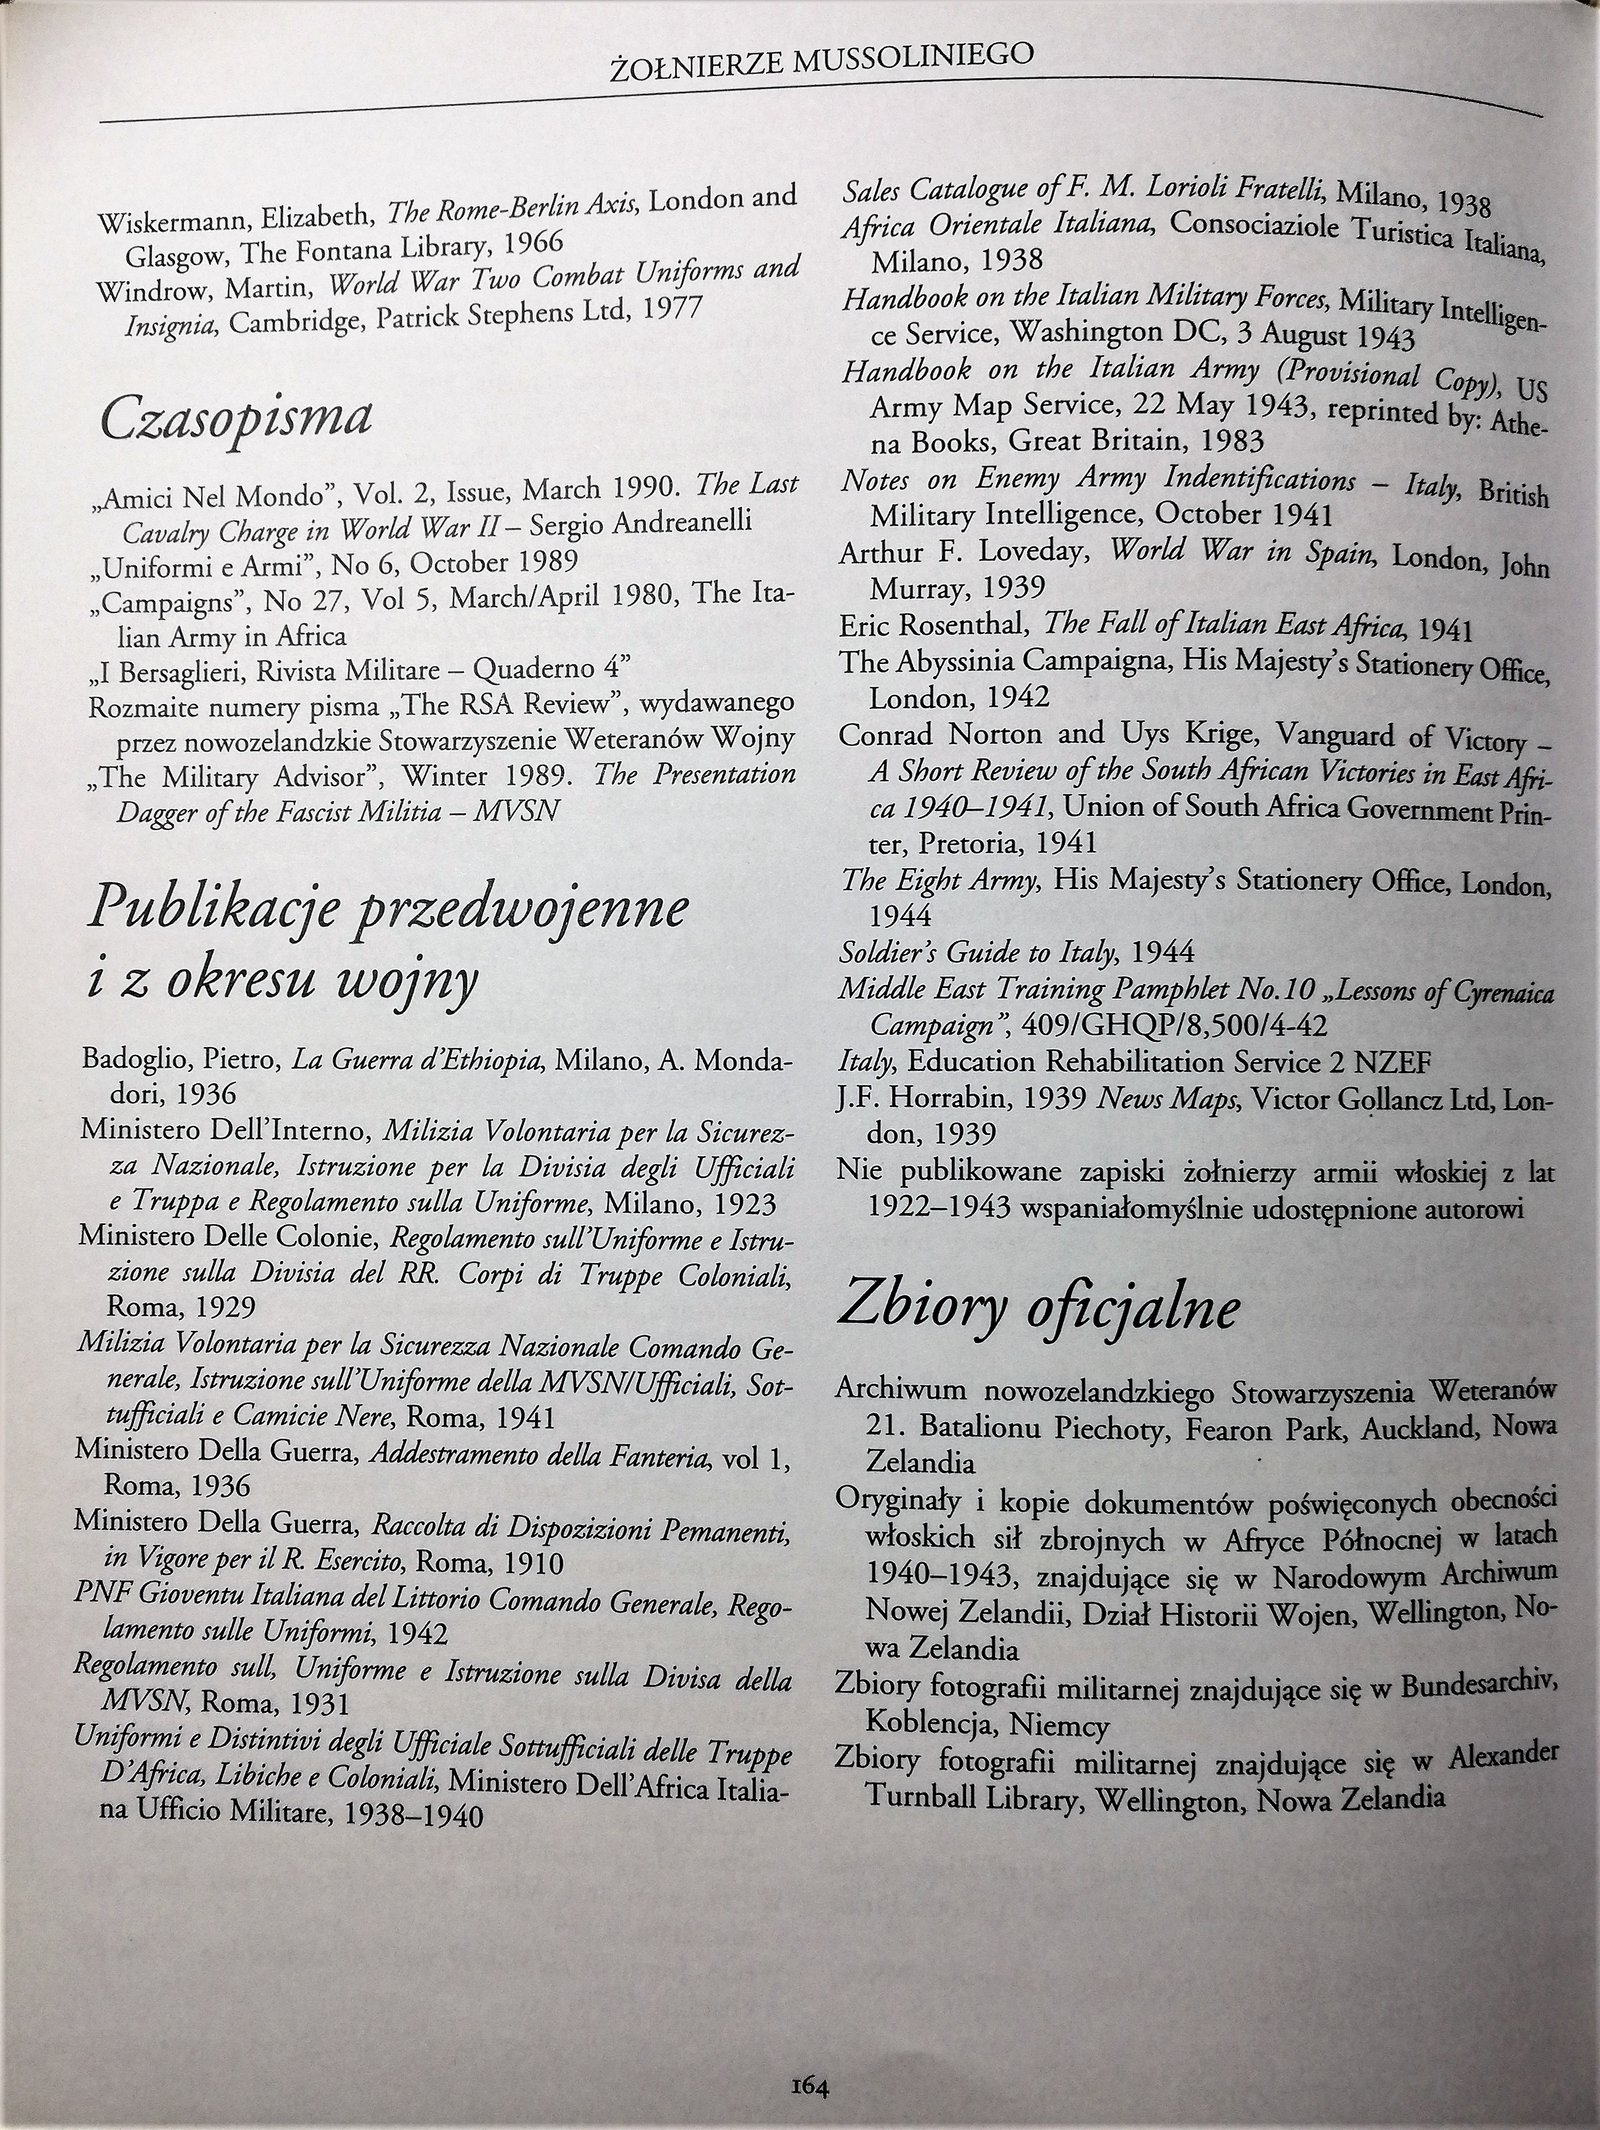 ŻOŁNIERZE MUSSOLINIEGO
Wiskermann, Elizabeth, The Rome-Berlin Axis, London and
Glasgow, The Fontana Library, 1966
Windrow, Martin, World War Two Combat Uniforms and
Insignia, Cambridge, Patrick Stephens Ltd, 1977
Czasopisma
„Amici Nel Mondo”, Vol. 2, Issue, March 1990. The Last
Cavalry Charge in World War II – Sergio Andreanelli
„Uniformi e Armi”, No 6, October 1989
„Campaigns”, No 27, Vol 5, March/April 1980, The Ita-
lian Army in Africa
„I Bersaglieri, Rivista Militare – Quaderno 4”
Rozmaite numery pisma „The RSA Review”, wydawanego
przez nowozelandzkie Stowarzyszenie Weteranów Wojny
„The Military Advisor”, Winter 1989. The Presentation
Dagger of the Fascist Militia – MVSN
Publikacje przedwojenne
i z okresu wojny
Badoglio, Pietro, La Guerra d’Ethiopia, Milano, A. Monda-
dori, 1936
Ministero Dell’Interno, Milizia Volontaria per la Sicurez-
za Nazionale, Istruzione per la Divisia degli Ufficiali
e Truppa e Regolamento sulla Uniforme, Milano, 1923
Ministero Delle Colonie, Regolamento sull’Uniforme e Istru-
zione sulla Divisia del RR. Corpi di Truppe Coloniali,
Roma, 1929
Milizia Volontaria per la Sicurezza Nazionale Comando Ge-
nerale, Istruzione sull’Uniforme della MVSN/Ufficiali, Sot-
tufficiali e Camicie Nere, Roma, 1941
Ministero Della Guerra, Addestramento della Fanteria, vol 1,
Roma, 1936
Ministero Della Guerra, Raccolta di Dispozizioni Pemanenti,
in Vigore per il R. Esercito, Roma, 1910
PNF Gioventu Italiana del Littorio Comando Generale, Rego-
lamento sulle Uniformi, 1942
Regolamento sull, Uniforme e Istruzione sulla Divisa della
MVSN, Roma, 1931
Uniformi e Distintivi degli Ufficiale Sottufficiali delle Truppe
D’Africa, Libiche e Coloniali, Ministero Dell’Africa Italia-
na Ufficio Militare, 1938–1940
Sales Catalogue of F. M. Lorioli Fratelli, Milano, 1938
Africa Orientale Italiana, Consociaziole Turistica Italiana,
Milano, 1938
Handbook on the Italian Military Forces, Military Intelligen-
ce Service, Washington DC, 3 August 1943
Handbook on the Italian Army (Provisional Copy), US
Army Map Service, 22 May 1943, reprinted by: Athe-
na Books, Great Britain, 1983
Notes on Enemy Army Indentifications – Italy, British
Military Intelligence, October 1941
Arthur F. Loveday, World War in Spain, London, John
Murray, 1939
Eric Rosenthal, The Fall of Italian East Africa, 1941
The Abyssinia Campaigna, His Majesty’s Stationery Office,
London, 1942
Conrad Norton and Uys Krige, Vanguard of Victory –
A Short Review of the South African Victories in East Afri-
ca 1940–1941, Union of South Africa Government Prin-
ter, Pretoria, 1941
The Eight Army, His Majesty’s Stationery Office, London,
1944
Soldier’s Guide to Italy, 1944
Middle East Training Pamphlet No.10 „Lessons of Cyrenaica
Campaign”, 409/GHQP/8,500/4-42
Italy, Education Rehabilitation Service 2 NZEF
J.F. Horrabin, 1939 News Maps, Victor Gollancz Ltd, Lon-
don, 1939
Nie publikowane zapiski żołnierzy armii włoskiej z lat
1922–1943 wspaniałomyślnie udostępnione autorowi
Zbiory oficjalne
Archiwum nowozelandzkiego Stowarzyszenia Weteranów
21. Batalionu Piechoty, Fearon Park, Auckland, Nowa
Zelandia
Oryginały i kopie dokumentów poświęconych obecności
włoskich sił zbrojnych w Afryce Północnej w latach
1940–1943, znajdujące się w Narodowym Archiwum
Nowej Zelandii, Dział Historii Wojen, Wellington, No-
wa Zelandia
Zbiory fotografii militarnej znajdujące się w Bundesarchiv,
Koblencja, Niemcy
Zbiory fotografii militarnej znajdujące się w Alexander
Turnball Library, Wellington, Nowa Zelandia
164